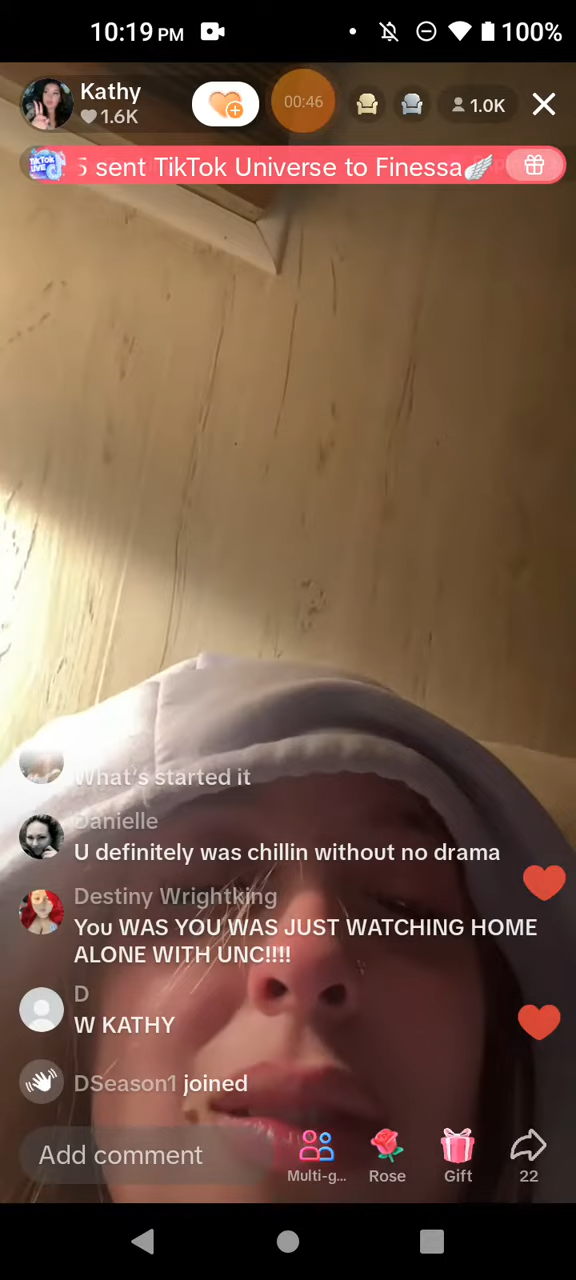 10:19 PM
100%
Kathy
1.6K
00:46
1.0K
5 sent TikTok Universe to Finessa
What's started it
Danielle
U definitely was chillin without no drama
Destiny Wrightking
You WAS YOU WAS JUST WATCHING HOME
ALONE WITH UNC!!!!
D
W KATHY
DSeason1 joined
Add comment
Multi-g...
Rose
Gift
22